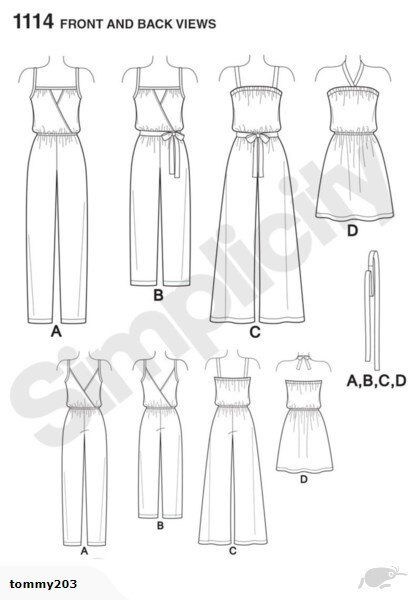 1114 FRONT AND BACK VIEWS
D
B
A
C
A,B,C,D
Simplicity
D
B
A
C
tommy203